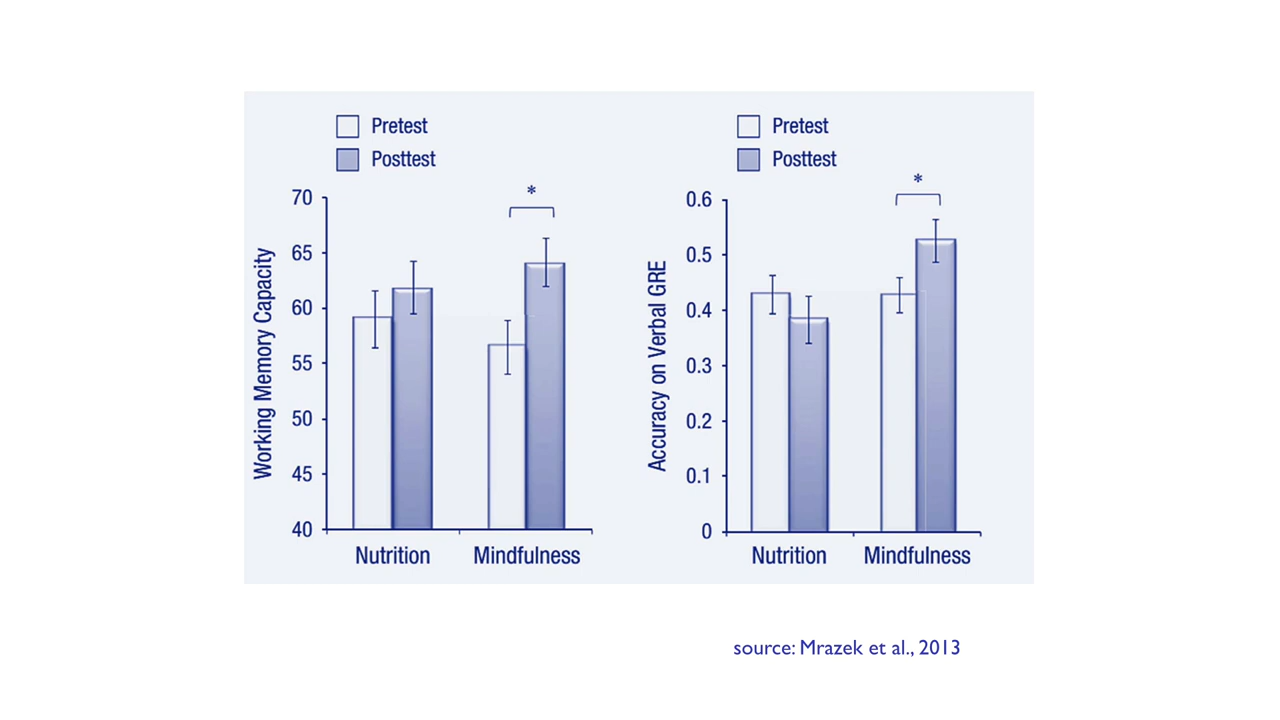 Pretest
Posttest
*
70
65
60
55
50
45
40
Working Memory Capacity
Nutrition Mindfulness
Pretest
Posttest
*
0.6
0.5
0.4
0.3
0.2
0.1
0
Accuracy on Verbal GRE
Nutrition Mindfulness
source: Mrazek et al., 2013